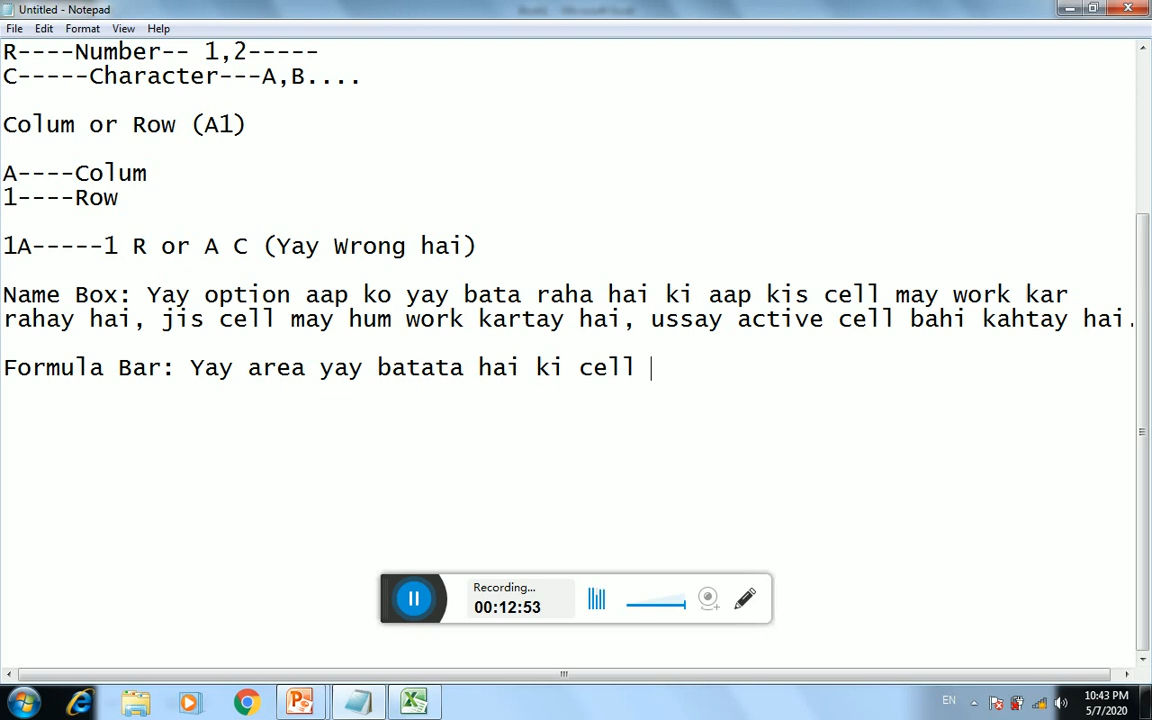 Untitled - Notepad
File Edit Format View Help
R----Number-- 1,2-----
C-----Character---A,B....
Colum or Row (A1)
A----Colum
1----Row
1A-----1 R or A C (Yay Wrong hai)
Name Box: Yay option aap ko yay bata raha hai ki aap kis cell may work kar
rahay hai, jis cell may hum work kartay hai, ussay active cell bahi kahtay hai.
Formula Bar: Yay area yay batata hai ki cell
Recording...
00:12:53
EN
10:43 PM
5/7/2020